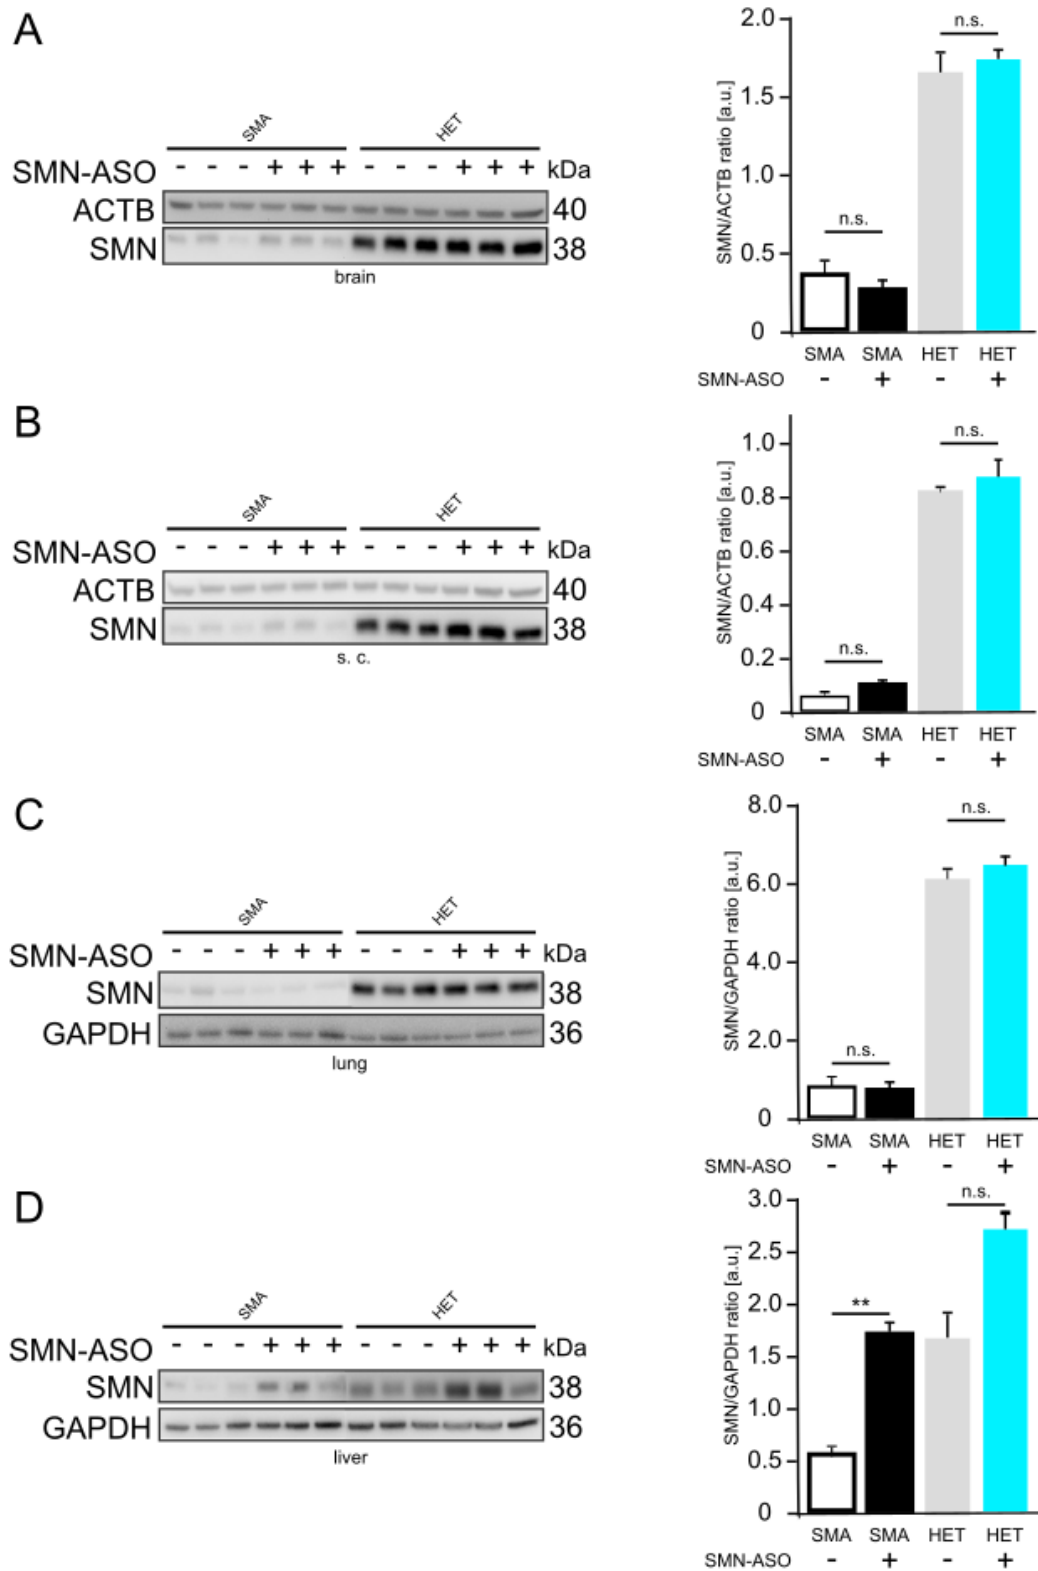 A
SMA HET
SMN-ASO - - - + + + - - - + + + kDa
ACTB 40
SMN 38
brain
SMN/ACTB ratio [a.u.]
2.0
1.5
1.0
0.5
0
n.s.
n.s.
SMA SMA HET HET
SMN-ASO - + - +
B
SMA HET
SMN-ASO - - - + + + - - - + + + kDa
ACTB 40
SMN 38
s. c.
SMN/ACTB ratio [a.u.]
1.0
0.8
0.6
0.4
0.2
0
n.s.
n.s.
SMA SMA HET HET
SMN-ASO - + - +
C
SMA HET
SMN-ASO - - - + + + - - - + + + kDa
SMN 38
GAPDH 36
lung
SMN/GAPDH ratio [a.u.]
8.0
6.0
4.0
2.0
0
n.s.
n.s.
SMA SMA HET HET
SMN-ASO - + - +
D
SMA HET
SMN-ASO - - - + + + - - - + + + kDa
SMN 38
GAPDH 36
liver
SMN/GAPDH ratio [a.u.]
3.0
2.5
2.0
1.5
1.0
0.5
0
n.s.
**
SMA SMA HET HET
SMN-ASO - + - +